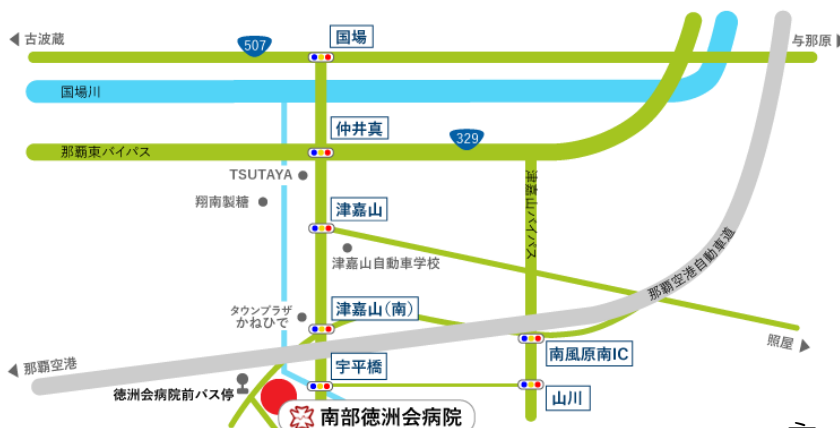 国場
古波蔵
507
与那原
国場川
仲井真
329
那覇東バイパス
TSUTAYA
翔南製糖
津嘉山
津嘉山バイパス
津嘉山自動車学校
那覇空港自動車道
タウンプラザ
かねひで
津嘉山(南)
照屋
南風原南IC
那覇空港
宇平橋
徳洲会病院前バス停
山川
南部徳洲会病院